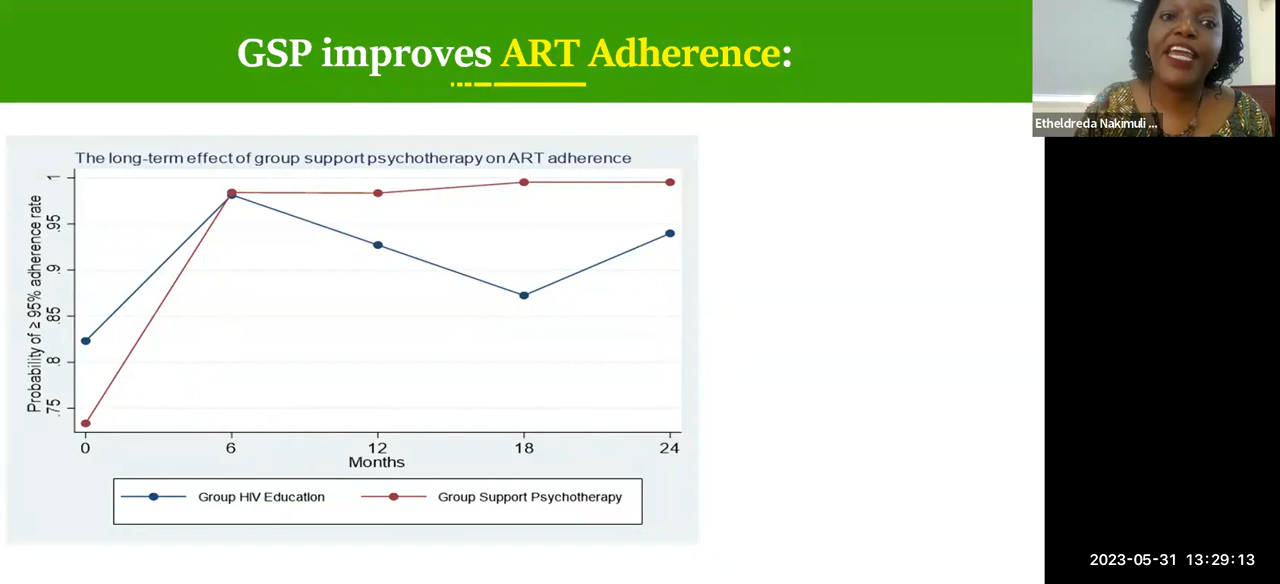 GSP improves ART Adherence:
Etheldreda Nakimuli ...
The long-term effect of group support psychotherapy on ART adherence
Probability of ≥ 95% adherence rate
1
.95
.9
.85
.8
.75
0 6 12 18 24
Months
Group HIV Education Group Support Psychotherapy
2023-05-31 13:29:13